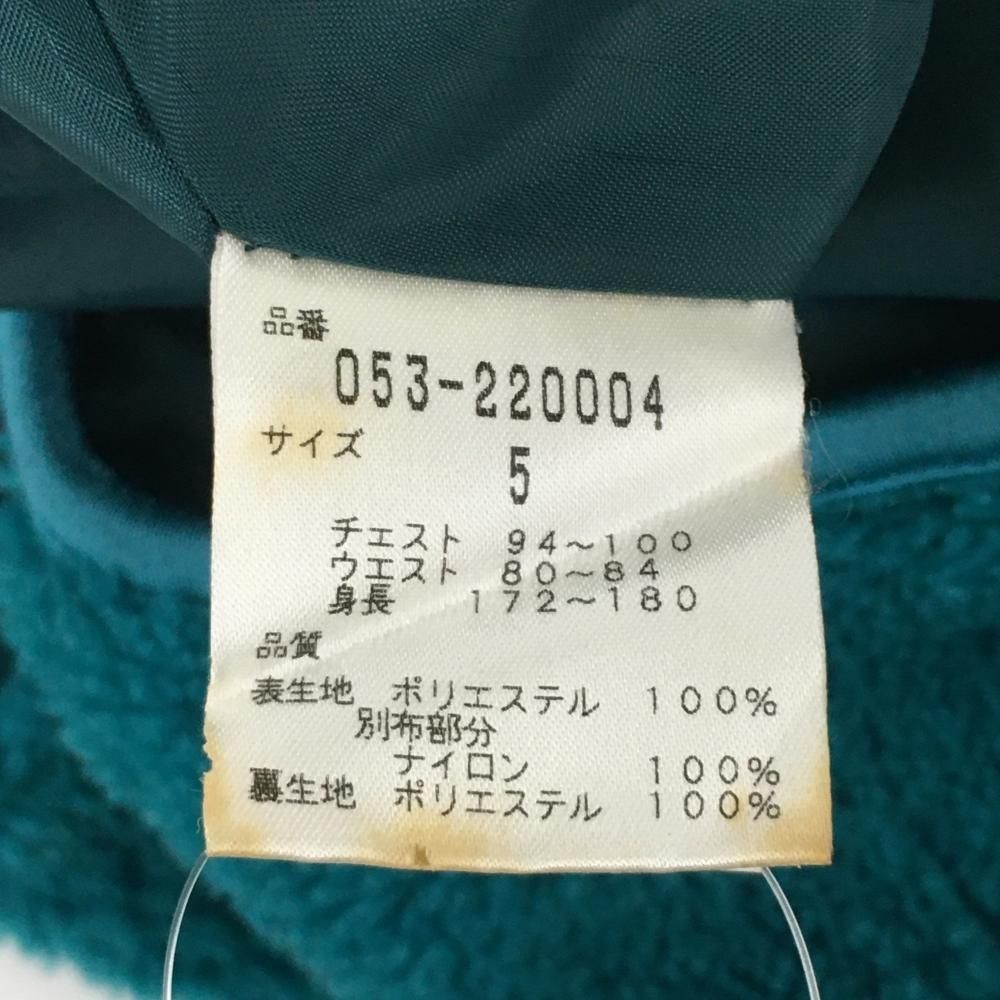 品番
053-220004
サイズ
5
チェスト 94~100
ウエスト 80~84
身長 172~180
品質
表生地 ポリエステル 100%
別布部分
ナイロン 100%
裏生地 ポリエステル 100%